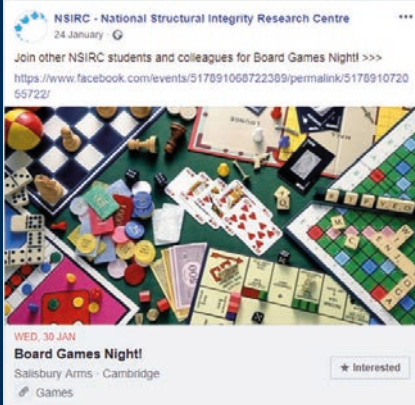 NSIRC - National Structural Integrity Research Centre
24 January ·
Join other NSIRC students and colleagues for Board Games Night! >>>
https://www.facebook.com/events/517891068722389/permalink/5178910720
55722/
WED, 30 JAN
Board Games Night!
Salisbury Arms · Cambridge
Games
★ Interested